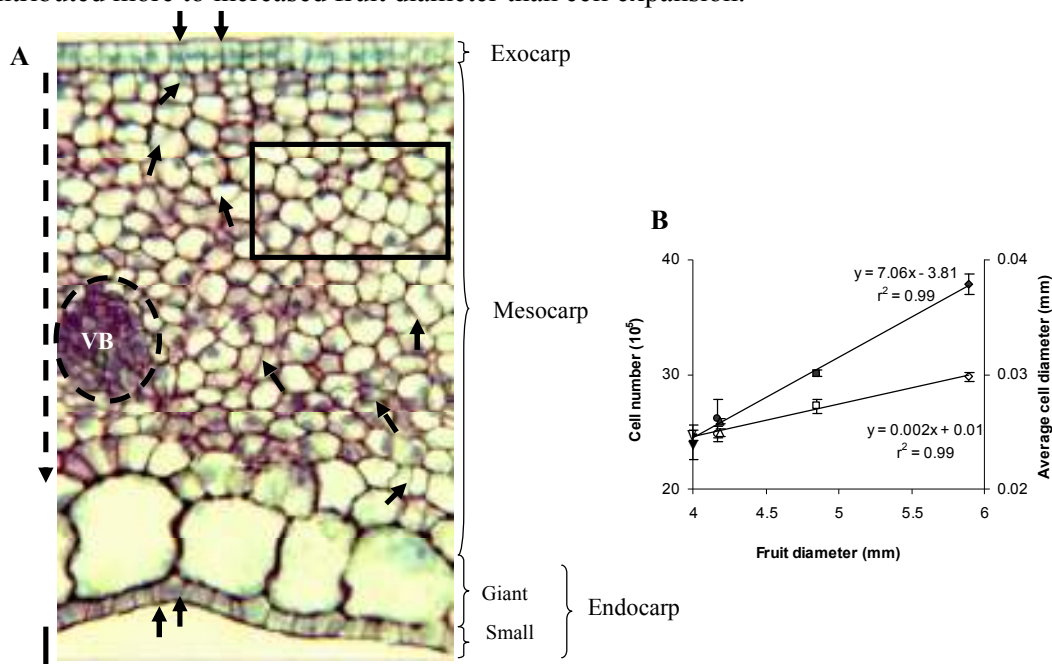 ntributed more to increased fruit diameter than cell expansion.
A
Exocarp
Mesocarp
VB
Giant
Small
Endocarp
B
y = 7.06x - 3.81
r² = 0.99
y = 0.002x + 0.01
r² = 0.99
Cell number (10⁵)
40
30
20
Average cell diameter (mm)
0.04
0.03
0.02
4 4.5 5 5.5 6
Fruit diameter (mm)